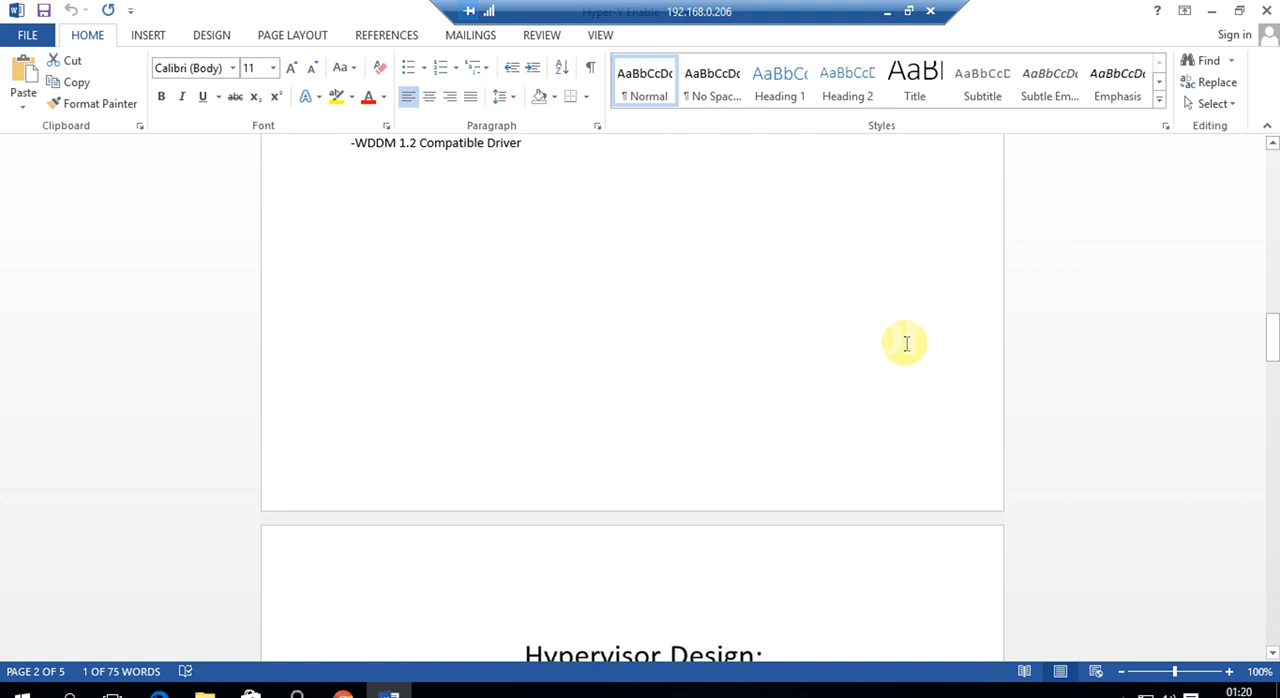 Hyper-V Enable - 192.168.0.206
?
FILE HOME INSERT DESIGN PAGE LAYOUT REFERENCES MAILINGS REVIEW VIEW Sign in
Paste
Cut
Copy
Format Painter
Clipboard
Calibri (Body) 11
Font
Paragraph
AaBbCcDc AaBbCcDc AaBbCc AaBbCcD AaBl AaBbCcD AaBbCcDc AaBbCcDc
¶ Normal ¶ No Spac... Heading 1 Heading 2 Title Subtitle Subtle Em... Emphasis
Styles
Find
Replace
Select
Editing
-WDDM 1.2 Compatible Driver
Hypervisor Design:
PAGE 2 OF 5 1 OF 75 WORDS 100%
01:20